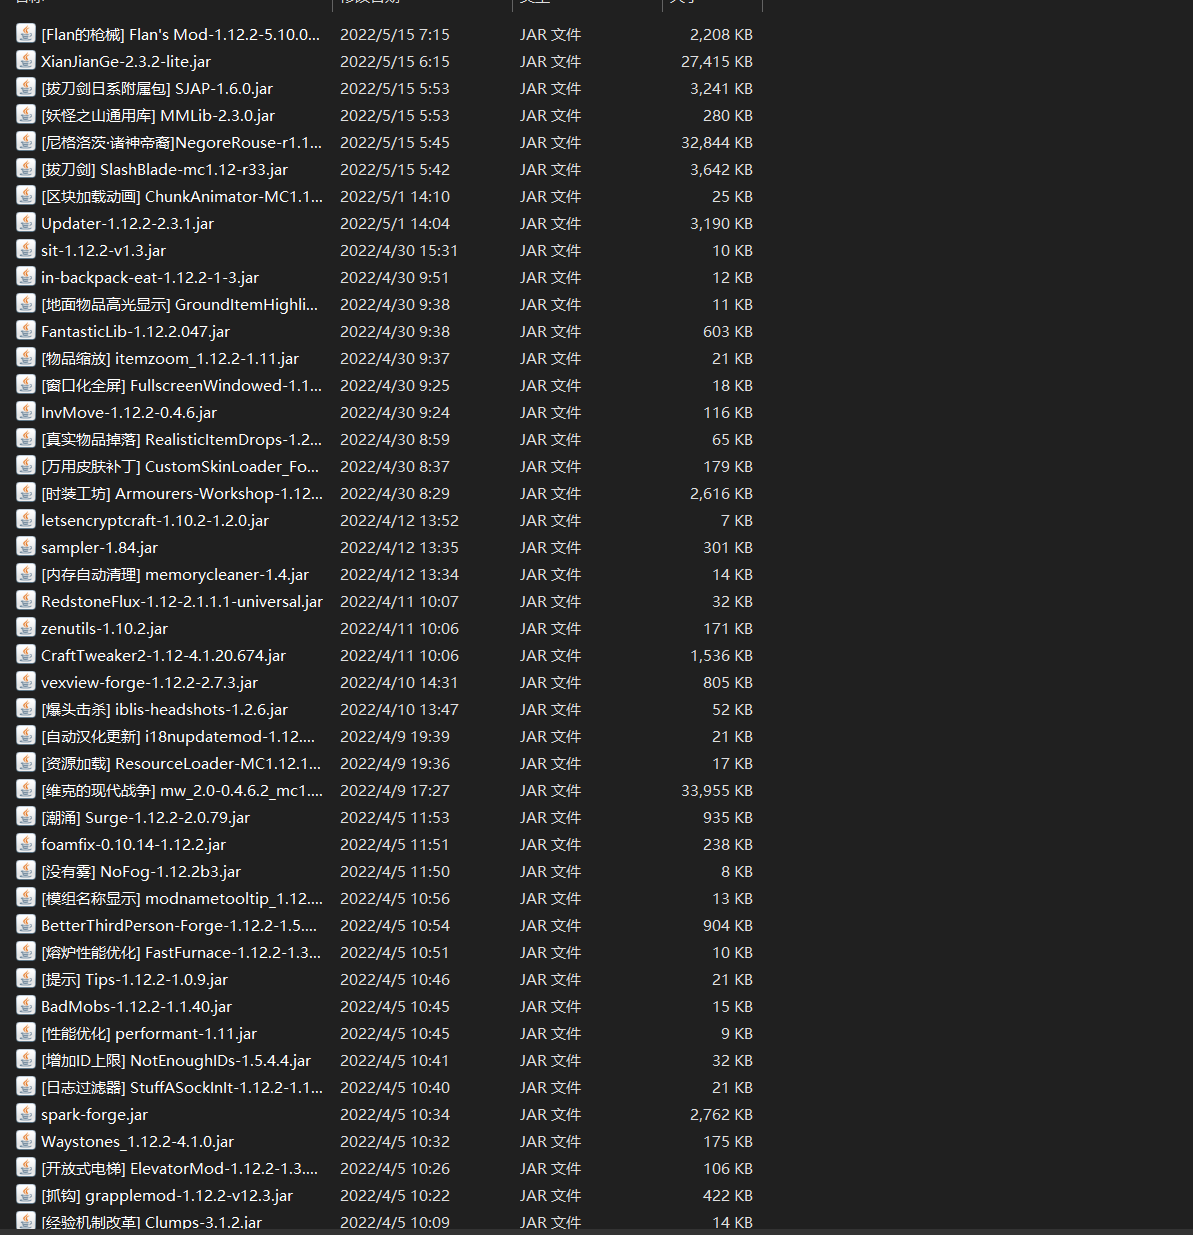 [Flan的枪械] Flan's Mod-1.12.2-5.10.0... 2022/5/15 7:15 JAR 文件 2,208 KB
XianJianGe-2.3.2-lite.jar 2022/5/15 6:15 JAR 文件 27,415 KB
[拔刀剑日系附属包] SJAP-1.6.0.jar 2022/5/15 5:53 JAR 文件 3,241 KB
[妖怪之山通用库] MMLib-2.3.0.jar 2022/5/15 5:53 JAR 文件 280 KB
[尼格洛茨·诸神帝裔]NegoreRouse-r1.1... 2022/5/15 5:45 JAR 文件 32,844 KB
[拔刀剑] SlashBlade-mc1.12-r33.jar 2022/5/15 5:42 JAR 文件 3,642 KB
[区块加载动画] ChunkAnimator-MC1.1... 2022/5/1 14:10 JAR 文件 25 KB
Updater-1.12.2-2.3.1.jar 2022/5/1 14:04 JAR 文件 3,190 KB
sit-1.12.2-v1.3.jar 2022/4/30 15:31 JAR 文件 10 KB
in-backpack-eat-1.12.2-1-3.jar 2022/4/30 9:51 JAR 文件 12 KB
[地面物品高光显示] GroundItemHighli... 2022/4/30 9:38 JAR 文件 11 KB
FantasticLib-1.12.2.047.jar 2022/4/30 9:38 JAR 文件 603 KB
[物品缩放] itemzoom_1.12.2-1.11.jar 2022/4/30 9:37 JAR 文件 21 KB
[窗口化全屏] FullscreenWindowed-1.1... 2022/4/30 9:25 JAR 文件 18 KB
InvMove-1.12.2-0.4.6.jar 2022/4/30 9:24 JAR 文件 116 KB
[真实物品掉落] RealisticItemDrops-1.2... 2022/4/30 8:59 JAR 文件 65 KB
[万用皮肤补丁] CustomSkinLoader_Fo... 2022/4/30 8:37 JAR 文件 179 KB
[时装工坊] Armourers-Workshop-1.12... 2022/4/30 8:29 JAR 文件 2,616 KB
letsencryptcraft-1.10.2-1.2.0.jar 2022/4/12 13:52 JAR 文件 7 KB
sampler-1.84.jar 2022/4/12 13:35 JAR 文件 301 KB
[内存自动清理] memorycleaner-1.4.jar 2022/4/12 13:34 JAR 文件 14 KB
RedstoneFlux-1.12-2.1.1.1-universal.jar 2022/4/11 10:07 JAR 文件 32 KB
zenutils-1.10.2.jar 2022/4/11 10:06 JAR 文件 171 KB
CraftTweaker2-1.12-4.1.20.674.jar 2022/4/11 10:06 JAR 文件 1,536 KB
vexview-forge-1.12.2-2.7.3.jar 2022/4/10 14:31 JAR 文件 805 KB
[爆头击杀] iblis-headshots-1.2.6.jar 2022/4/10 13:47 JAR 文件 52 KB
[自动汉化更新] i18nupdatemod-1.12.... 2022/4/9 19:39 JAR 文件 21 KB
[资源加载] ResourceLoader-MC1.12.1... 2022/4/9 19:36 JAR 文件 17 KB
[维克的现代战争] mw_2.0-0.4.6.2_mc1.... 2022/4/9 17:27 JAR 文件 33,955 KB
[潮涌] Surge-1.12.2-2.0.79.jar 2022/4/5 11:53 JAR 文件 935 KB
foamfix-0.10.14-1.12.2.jar 2022/4/5 11:51 JAR 文件 238 KB
[没有雾] NoFog-1.12.2b3.jar 2022/4/5 11:50 JAR 文件 8 KB
[模组名称显示] modnametooltip_1.12.... 2022/4/5 10:56 JAR 文件 13 KB
BetterThirdPerson-Forge-1.12.2-1.5.... 2022/4/5 10:54 JAR 文件 904 KB
[熔炉性能优化] FastFurnace-1.12.2-1.3... 2022/4/5 10:51 JAR 文件 10 KB
[提示] Tips-1.12.2-1.0.9.jar 2022/4/5 10:46 JAR 文件 21 KB
BadMobs-1.12.2-1.1.40.jar 2022/4/5 10:45 JAR 文件 15 KB
[性能优化] performant-1.11.jar 2022/4/5 10:45 JAR 文件 9 KB
[增加ID上限] NotEnoughIDs-1.5.4.4.jar 2022/4/5 10:41 JAR 文件 32 KB
[日志过滤器] StuffASockInIt-1.12.2-1.1... 2022/4/5 10:40 JAR 文件 21 KB
spark-forge.jar 2022/4/5 10:34 JAR 文件 2,762 KB
Waystones_1.12.2-4.1.0.jar 2022/4/5 10:32 JAR 文件 175 KB
[开放式电梯] ElevatorMod-1.12.2-1.3.... 2022/4/5 10:26 JAR 文件 106 KB
[抓钩] grapplemod-1.12.2-v12.3.jar 2022/4/5 10:22 JAR 文件 422 KB
[经验机制改革] Clumps-3.1.2.jar 2022/4/5 10:09 JAR 文件 14 KB